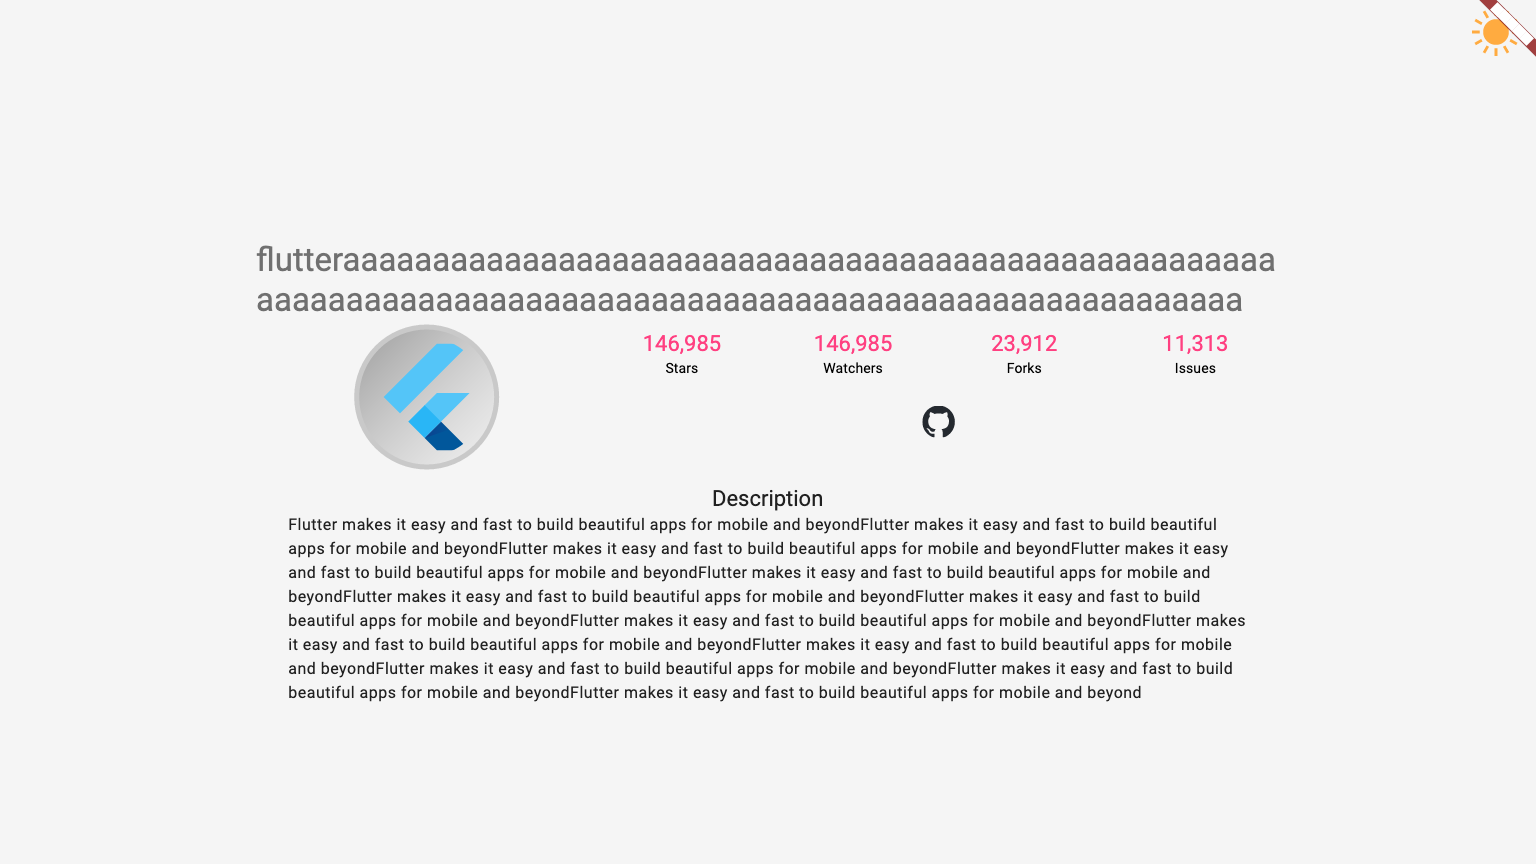 flutteraaaaaaaaaaaaaaaaaaaaaaaaaaaaaaaaaaaaaaaaaaaaaaaaaaaa
aaaaaaaaaaaaaaaaaaaaaaaaaaaaaaaaaaaaaaaaaaaaaaaaaaaaaaa
146,985 146,985 23,912 11,313
Stars Watchers Forks Issues
Description
Flutter makes it easy and fast to build beautiful apps for mobile and beyondFlutter makes it easy and fast to build beautiful
apps for mobile and beyondFlutter makes it easy and fast to build beautiful apps for mobile and beyondFlutter makes it easy
and fast to build beautiful apps for mobile and beyondFlutter makes it easy and fast to build beautiful apps for mobile and
beyondFlutter makes it easy and fast to build beautiful apps for mobile and beyondFlutter makes it easy and fast to build
beautiful apps for mobile and beyondFlutter makes it easy and fast to build beautiful apps for mobile and beyondFlutter makes
it easy and fast to build beautiful apps for mobile and beyondFlutter makes it easy and fast to build beautiful apps for mobile
and beyondFlutter makes it easy and fast to build beautiful apps for mobile and beyondFlutter makes it easy and fast to build
beautiful apps for mobile and beyondFlutter makes it easy and fast to build beautiful apps for mobile and beyond